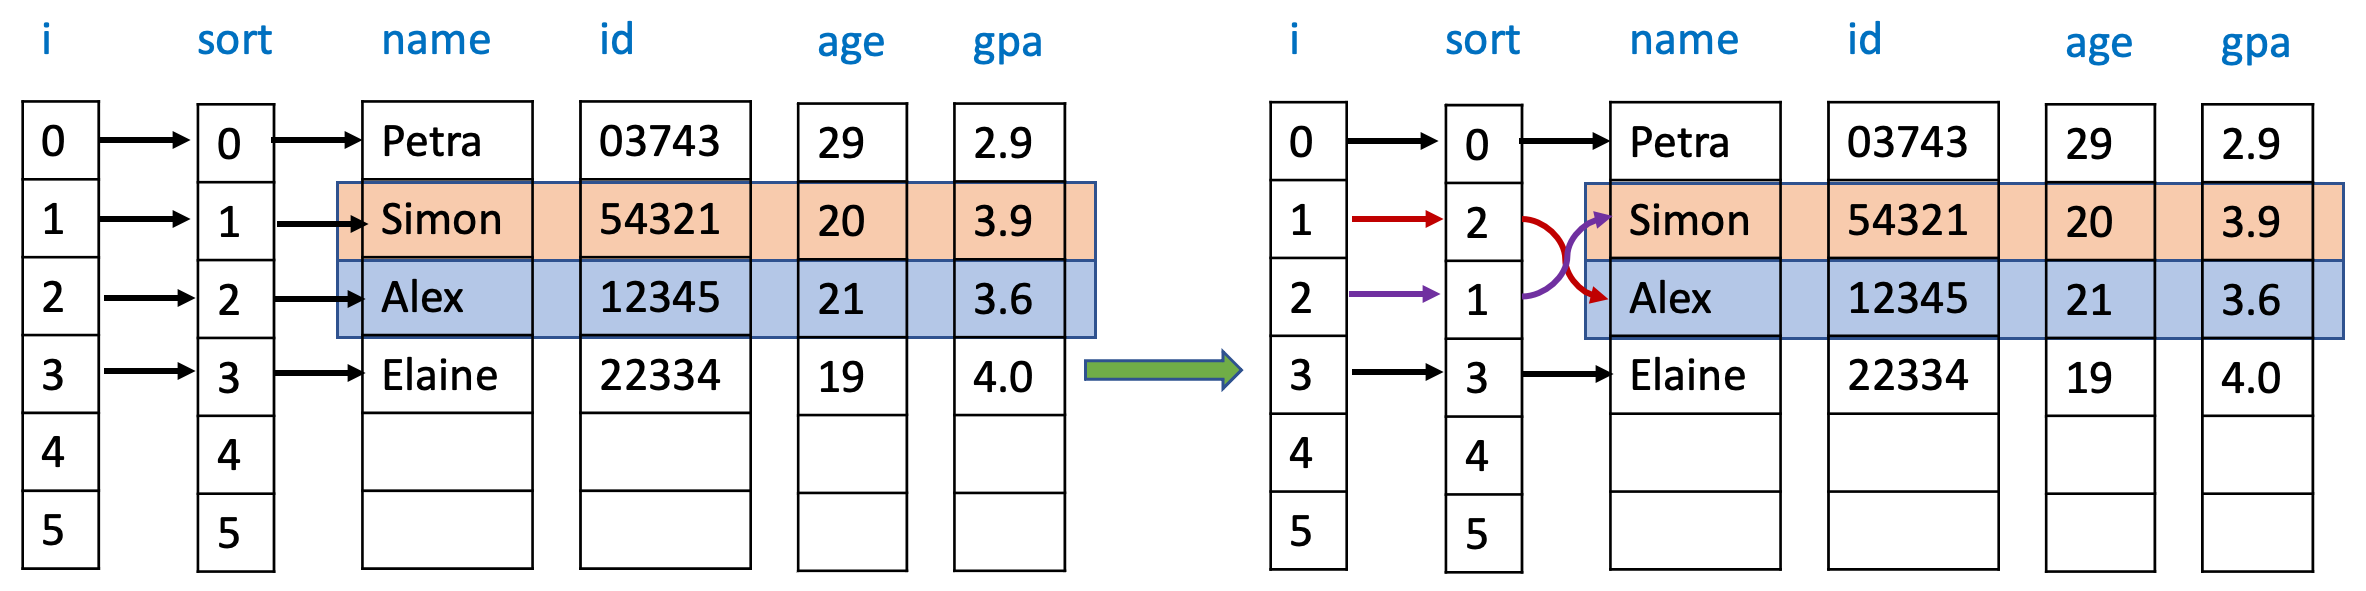 i sort name id age gpa i sort name id age gpa
0 0 Petra 03743 29 2.9 0 0 Petra 03743 29 2.9
1 1 Simon 54321 20 3.9 1 2 Simon 54321 20 3.9
2 2 Alex 12345 21 3.6 2 1 Alex 12345 21 3.6
3 3 Elaine 22334 19 4.0 3 3 Elaine 22334 19 4.0
4 4 4 4
5 5 5 5